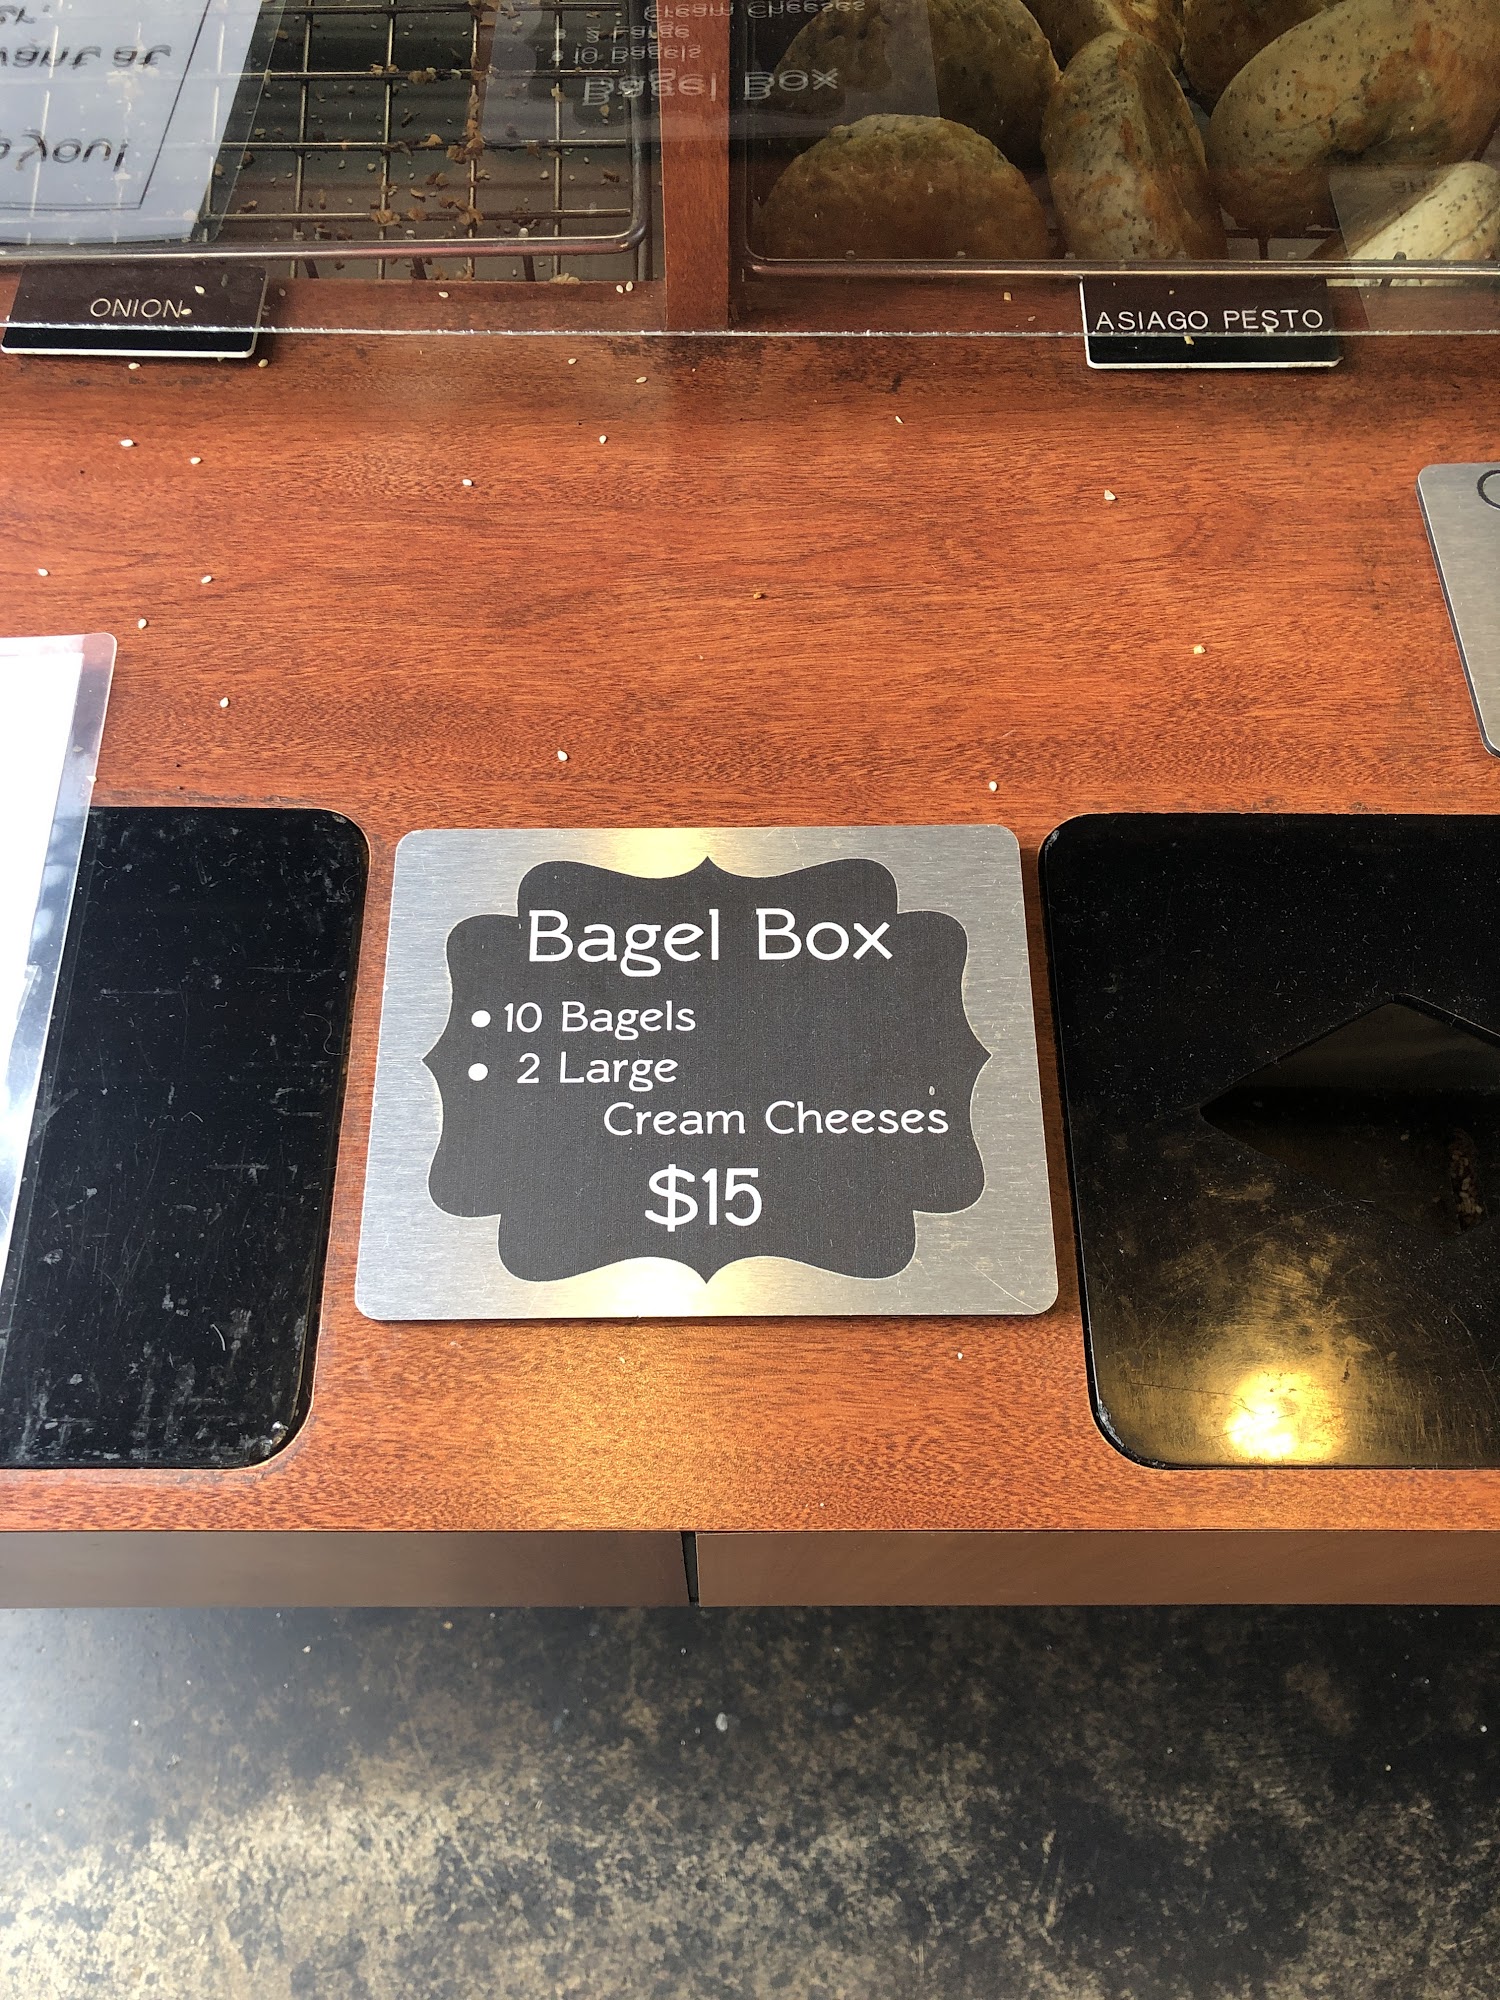 ONION
ASIAGO PESTO
Bagel Box
• 10 Bagels
• 2 Large
Cream Cheeses
$15